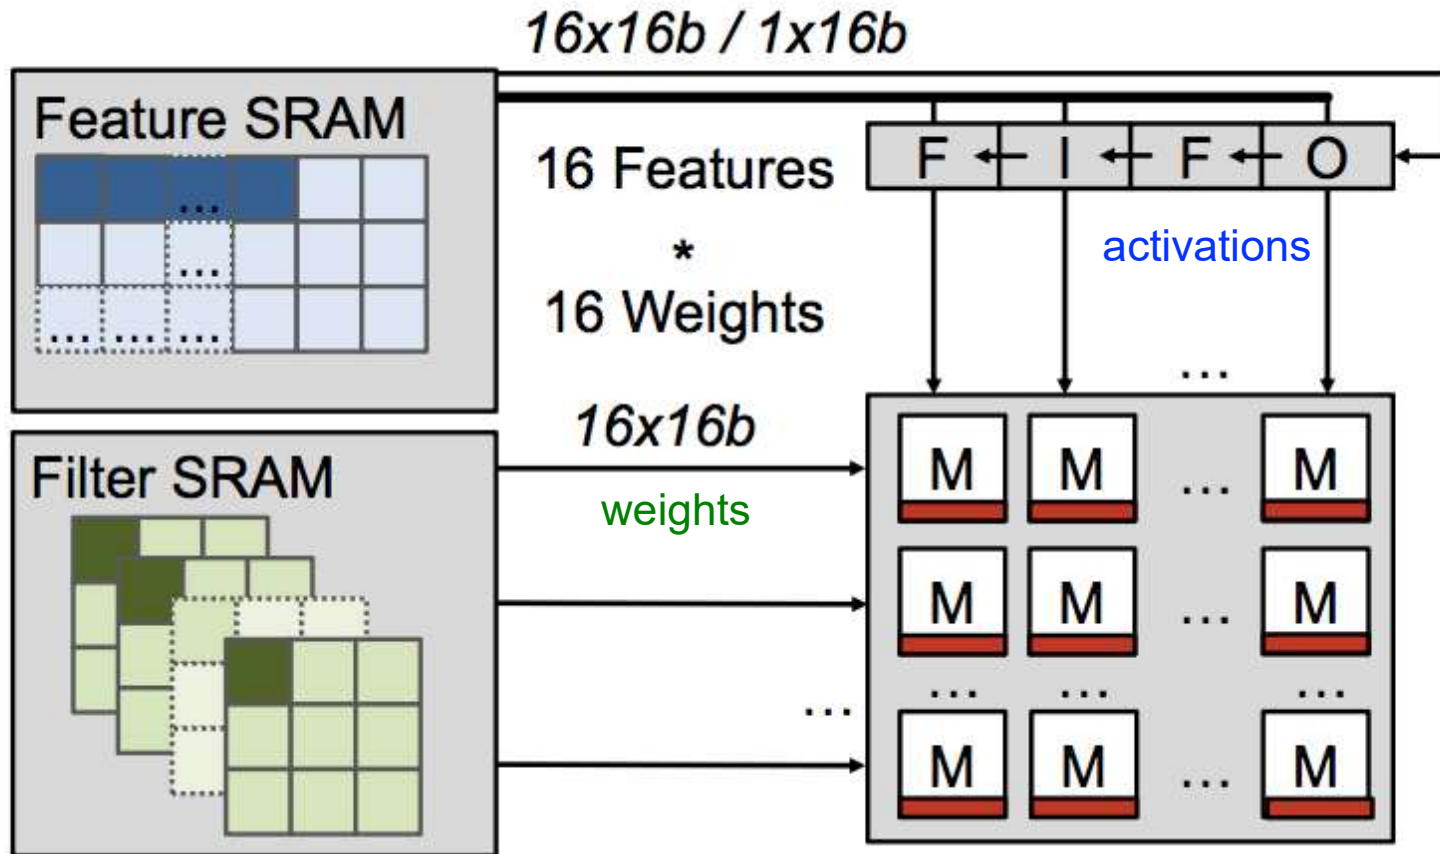 16x16b / 1x16b
Feature SRAM
...
...
... ... ...
16 Features
*
16 Weights
F I F O
activations
...
16x16b
weights
Filter SRAM
M M ... M
M M ... M
... ... ...
...
M M ... M